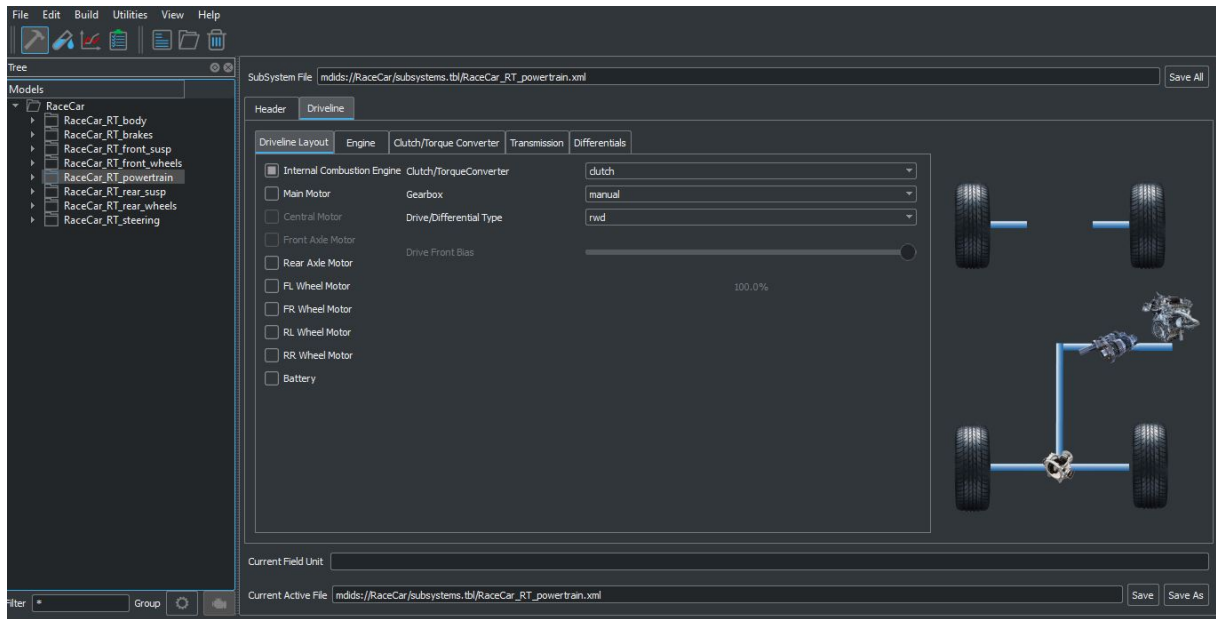 File Edit Build Utilities View Help
Tree
Models
RaceCar
RaceCar_RT_body
RaceCar_RT_brakes
RaceCar_RT_front_susp
RaceCar_RT_front_wheels
RaceCar_RT_powertrain
RaceCar_RT_rear_susp
RaceCar_RT_rear_wheels
RaceCar_RT_steering
Filter * Group
SubSystem File mdids://RaceCar/subsystems.tbl/RaceCar_RT_powertrain.xml Save All
Header Driveline
Driveline Layout Engine Clutch/Torque Converter Transmission Differentials
Internal Combustion Engine Clutch/TorqueConverter clutch
Main Motor Gearbox manual
Central Motor Drive/Differential Type rwd
Front Axle Motor
Drive Front Bias
Rear Axle Motor
FL Wheel Motor 100.0%
FR Wheel Motor
RL Wheel Motor
RR Wheel Motor
Battery
Current Field Unit
Current Active File mdids://RaceCar/subsystems.tbl/RaceCar_RT_powertrain.xml Save Save As